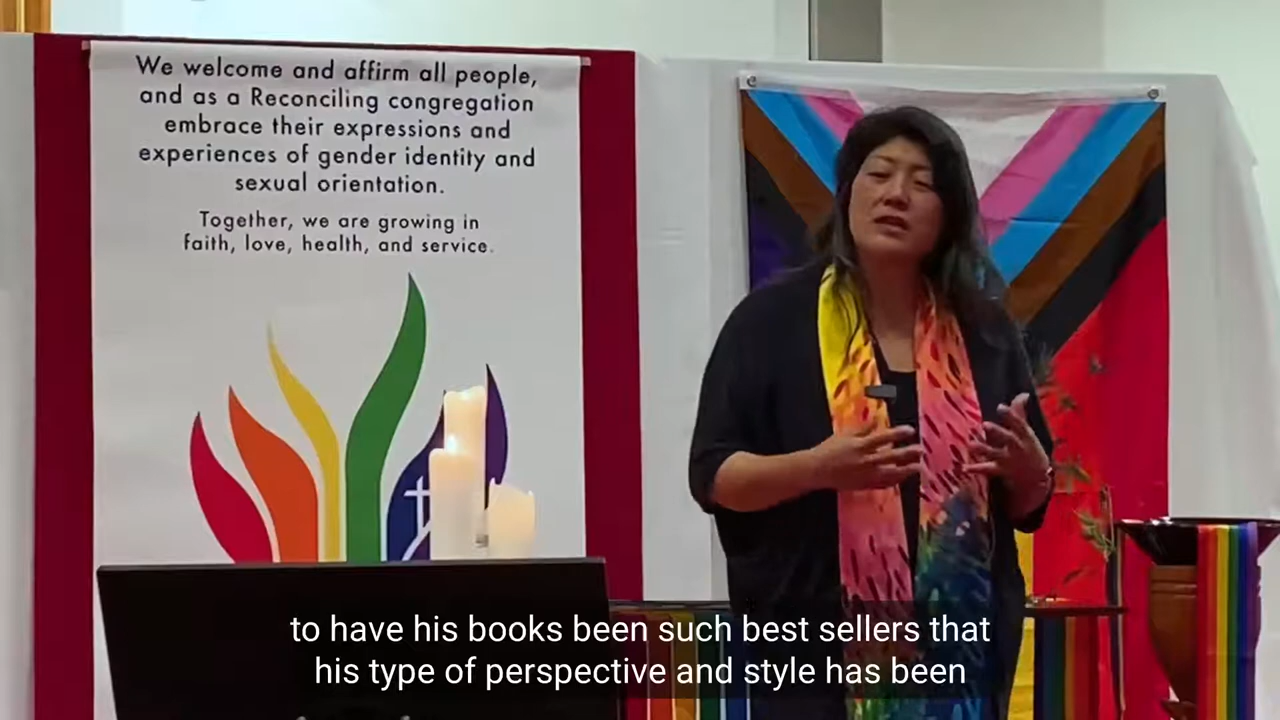 We welcome and affirm all people,
and as a Reconciling congregation
embrace their expressions and
experiences of gender identity and
sexual orientation.
Together, we are growing in
faith, love, health, and service.
to have his books been such best sellers that
his type of perspective and style has been